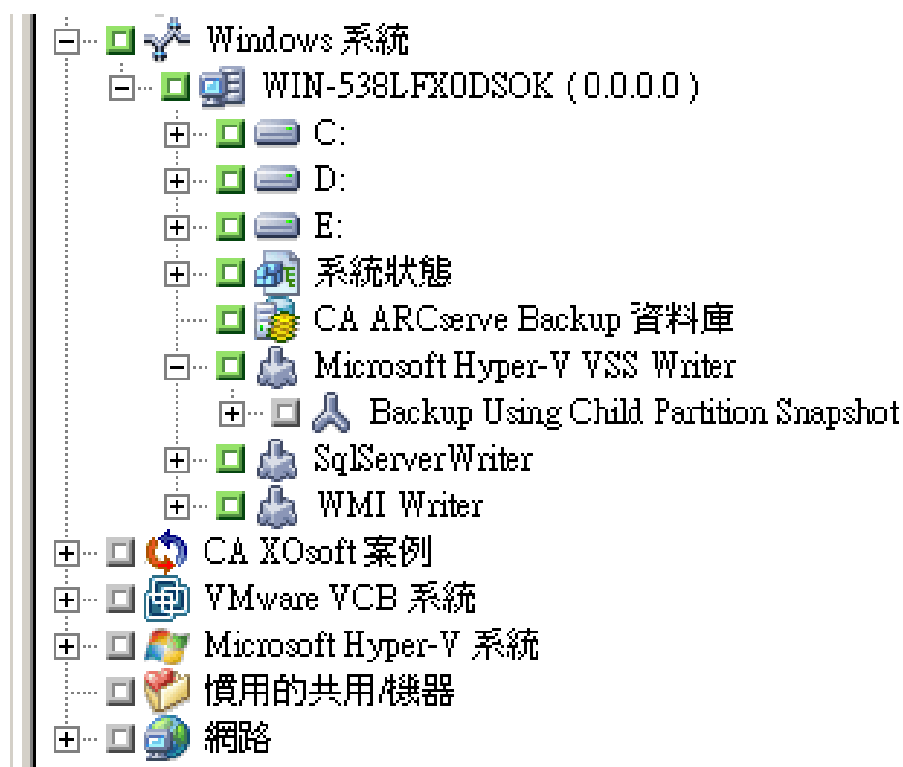 Windows 系統
WIN-538LFX0DSOK ( 0.0.0.0 )
C:
D:
E:
系統狀態
CA ARCserve Backup 資料庫
Microsoft Hyper-V VSS Writer
Backup Using Child Partition Snapshot
SqlServerWriter
WMI Writer
CA XOsoft 案例
VMware VCB 系統
Microsoft Hyper-V 系統
慣用的共用/機器
網路